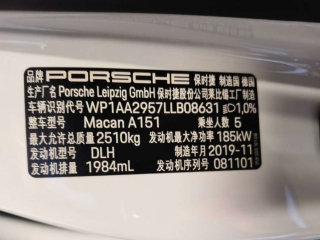 品牌 PORSCHE 保时捷 制造国 德国
生产厂名 Porsche Leipzig GmbH 保时捷股份公司莱比锡工厂制造
车辆识别代号 WP1AA2957LLB08631 1,0%
整车型号 Macan A151 乘坐人数 5
最大允许总质量 2510kg 发动机最大净功率 185kW
发动机型号 DLH 制造年月 2019-11
发动机排量 1984mL 发动机序列号 081101